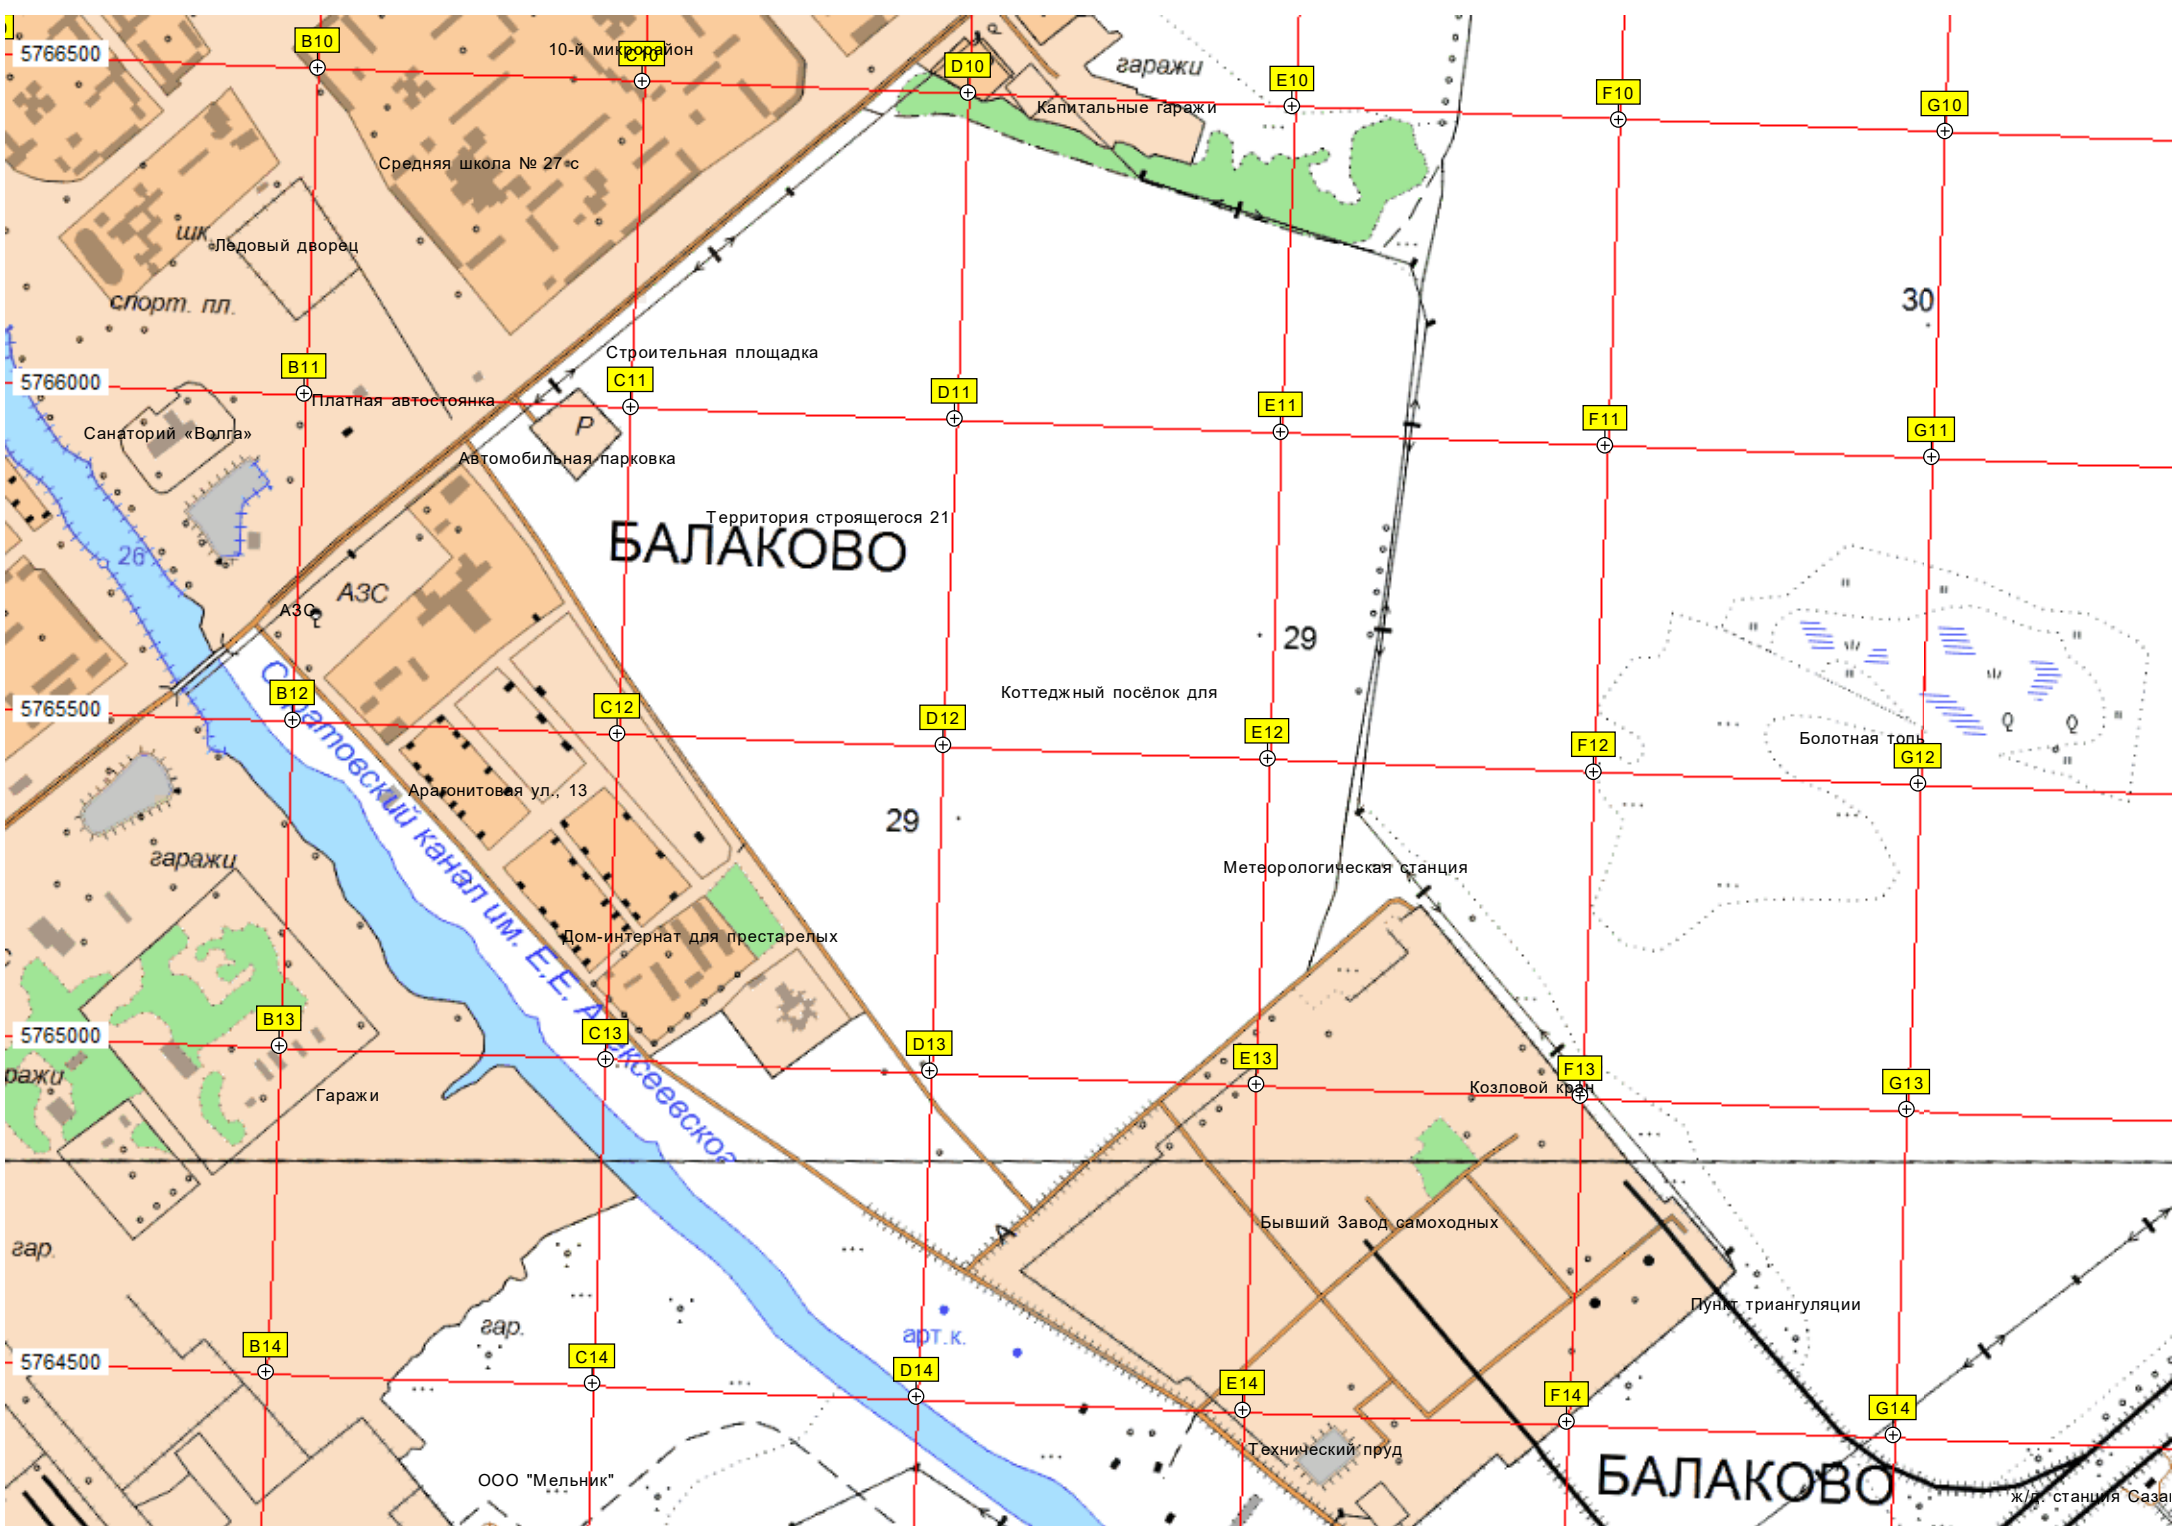 5766500
B10
10-й микрорайон
C10
D10
гаражи
E10
Капитальные гаражи
F10
G10
Средняя школа № 27 с
шк.
Ледовый дворец
спорт. пл.
30
Строительная площадка
5766000
B11
C11
D11
E11
F11
G11
Платная автостоянка
P
Санаторий «Волга»
Автомобильная парковка
Территория строящегося 21
БАЛАКОВО
26
АЗС
АЗС
29
Коттеджный посёлок для
5765500
B12
C12
D12
E12
F12
Болотная топь
G12
Саратовский канал им. Е.Е. Алексеевского
Арагонитовая ул., 13
29
гаражи
Метеорологическая станция
Дом-интернат для престарелых
5765000
B13
C13
D13
E13
F13
G13
ражи
Гаражи
Козловой кран
гар.
А
Бывший Завод самоходных
Пункт триангуляции
гар.
арт.к.
5764500
B14
C14
D14
E14
F14
G14
Технический пруд
ООО "Мельник"
БАЛАКОВО
ж/д. станция Сазан